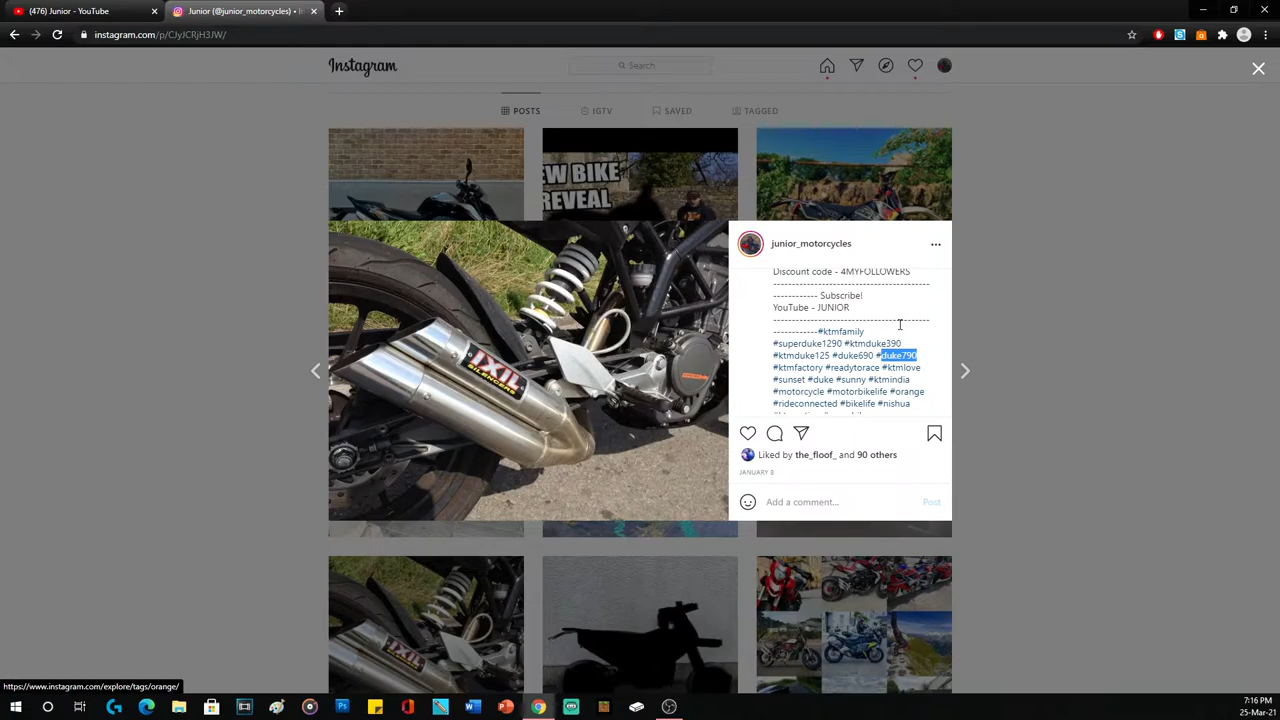 (476) Junior - YouTube
Junior (@junior_motorcycles) • In
instagram.com/p/CJyJCRjH3JW/
Instagram
Search
POSTS
IGTV
SAVED
TAGGED
EW BIKE
REVEAL
junior_motorcycles
Discount code - 4MYFOLLOWERS
---------------------------------------
------------ Subscribe!
YouTube - JUNIOR
---------------------------------------
------------#ktmfamily
#superduke1290 #ktmduke390
#ktmduke125 #duke690 #duke790
#ktmfactory #readytorace #ktmlove
#sunset #duke #sunny #ktmindia
#motorcycle #motorbikelife #orange
#rideconnected #bikelife #nishua
IXIL
SILENCERS
Liked by the_floof_ and 90 others
JANUARY 8
Add a comment...
Post
IXIL
https://www.instagram.com/explore/tags/orange/
7:16 PM
25-Mar-21